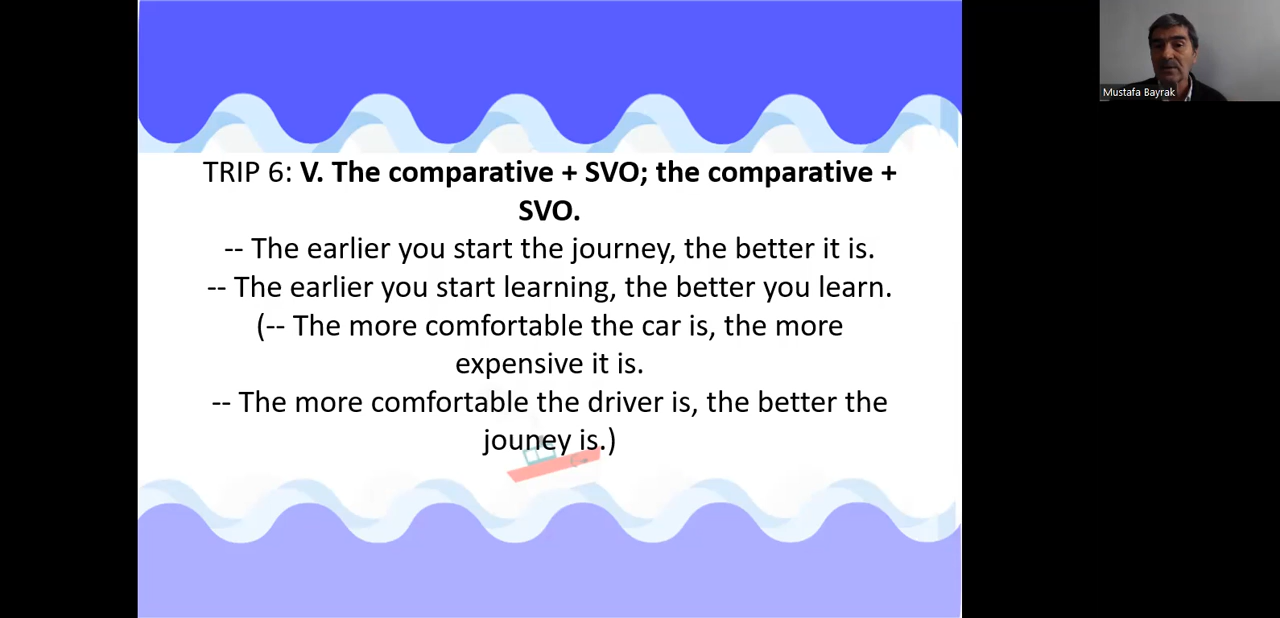 TRIP 6: V. The comparative + SVO; the comparative +
SVO.
-- The earlier you start the journey, the better it is.
-- The earlier you start learning, the better you learn.
(-- The more comfortable the car is, the more
expensive it is.
-- The more comfortable the driver is, the better the
jouney is.)
Mustafa Bayrak